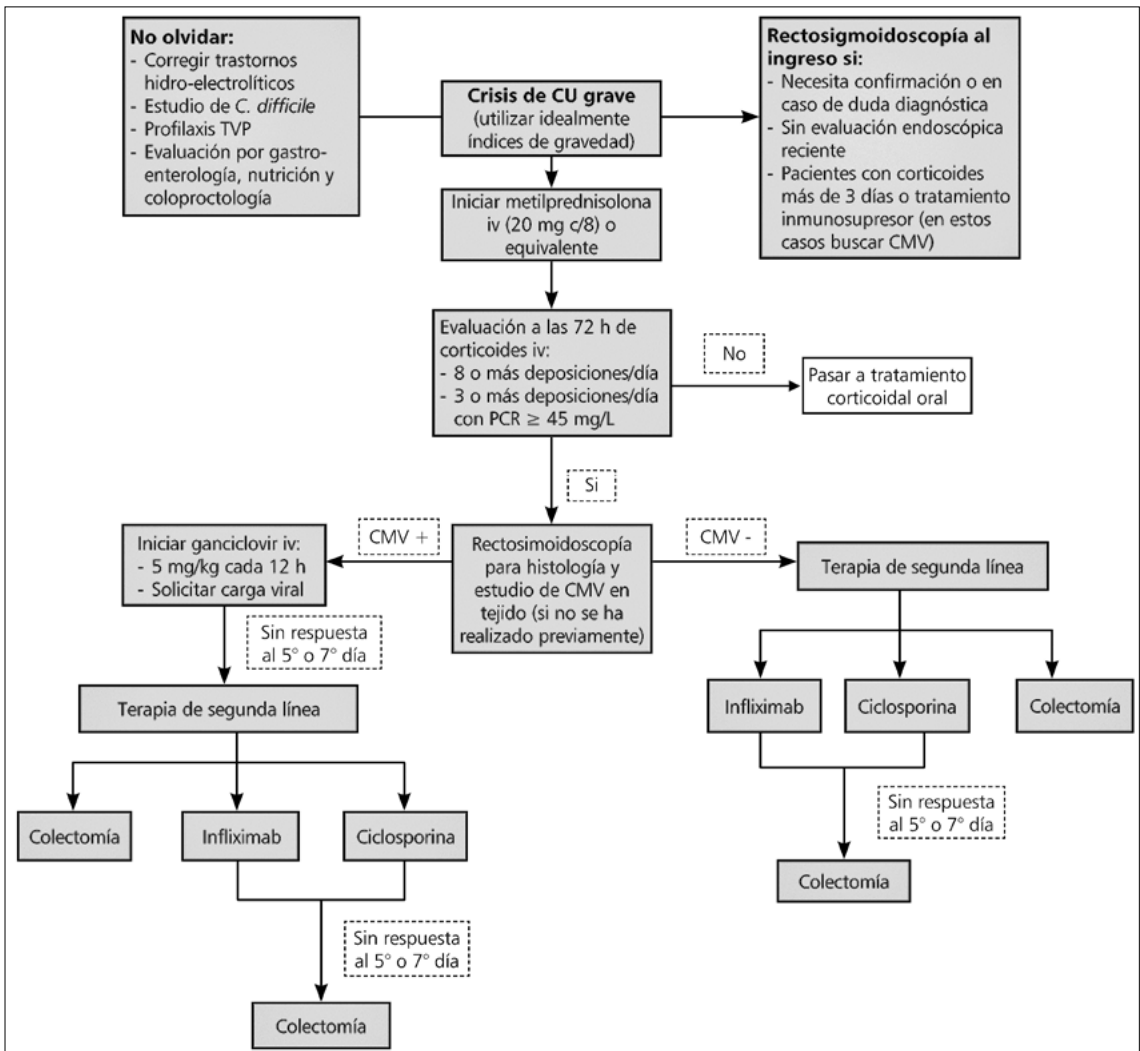 No olvidar:
- Corregir trastornos
hidro-electrolíticos
- Estudio de C. difficile
- Profilaxis TVP
- Evaluación por gastro-
enterología, nutrición y
coloproctología
Crisis de CU grave
(utilizar idealmente
índices de gravedad)
Rectosigmoidoscopía al
ingreso si:
- Necesita confirmación o en
caso de duda diagnóstica
- Sin evaluación endoscópica
reciente
- Pacientes con corticoides
más de 3 días o tratamiento
inmunosupresor (en estos
casos buscar CMV)
Iniciar metilprednisolona
iv (20 mg c/8) o
equivalente
Evaluación a las 72 h de
corticoides iv:
- 8 o más deposiciones/día
- 3 o más deposiciones/día
con PCR ≥ 45 mg/L
No
Pasar a tratamiento
corticoidal oral
Si
Iniciar ganciclovir iv:
- 5 mg/kg cada 12 h
- Solicitar carga viral
CMV +
Rectosimoidoscopía
para histología y
estudio de CMV en
tejido (si no se ha
realizado previamente)
CMV -
Terapia de segunda línea
Sin respuesta
al 5° o 7° día
Terapia de segunda línea
Infliximab
Ciclosporina
Colectomía
Colectomía
Infliximab
Ciclosporina
Sin respuesta
al 5° o 7° día
Colectomía
Sin respuesta
al 5° o 7° día
Colectomía